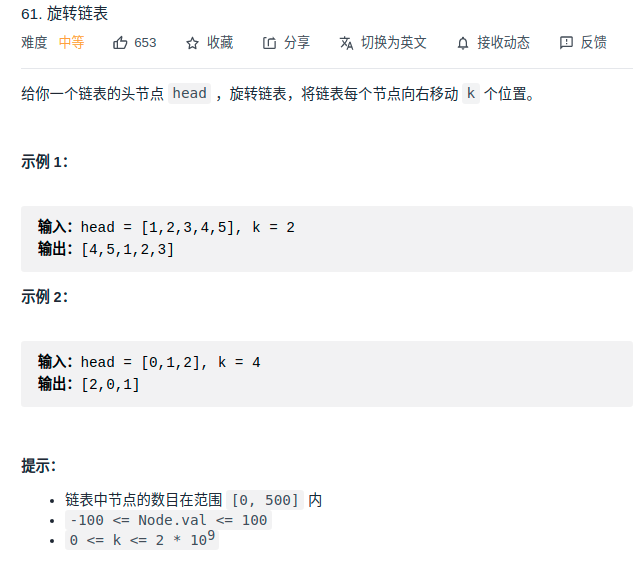 61. 旋转链表
难度 中等 653 收藏 分享 切换为英文 接收动态 反馈
给你一个链表的头节点 head ，旋转链表，将链表每个节点向右移动 k 个位置。
示例 1：
输入：head = [1,2,3,4,5], k = 2
输出：[4,5,1,2,3]
示例 2：
输入：head = [0,1,2], k = 4
输出：[2,0,1]
提示：
• 链表中节点的数目在范围 [0, 500] 内
• -100 <= Node.val <= 100
• 0 <= k <= 2 * 10⁹